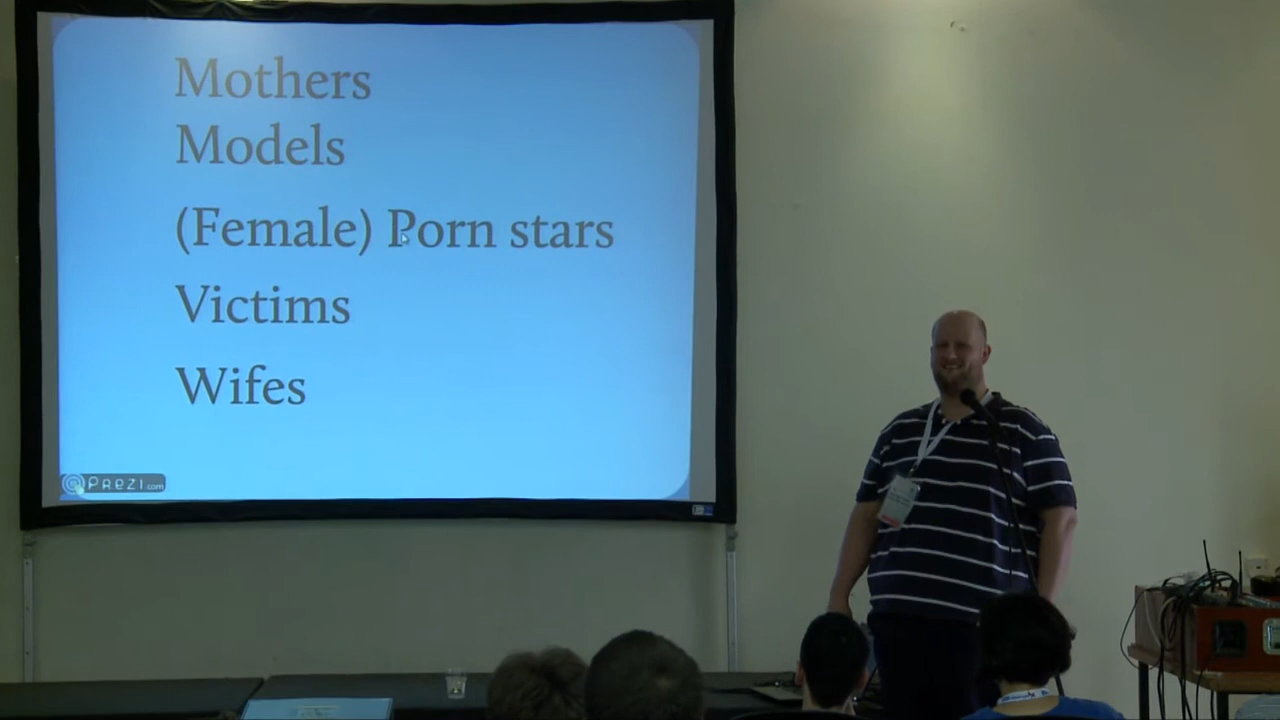 Mothers
Models
(Female) Porn stars
Victims
Wifes
PREZI.com